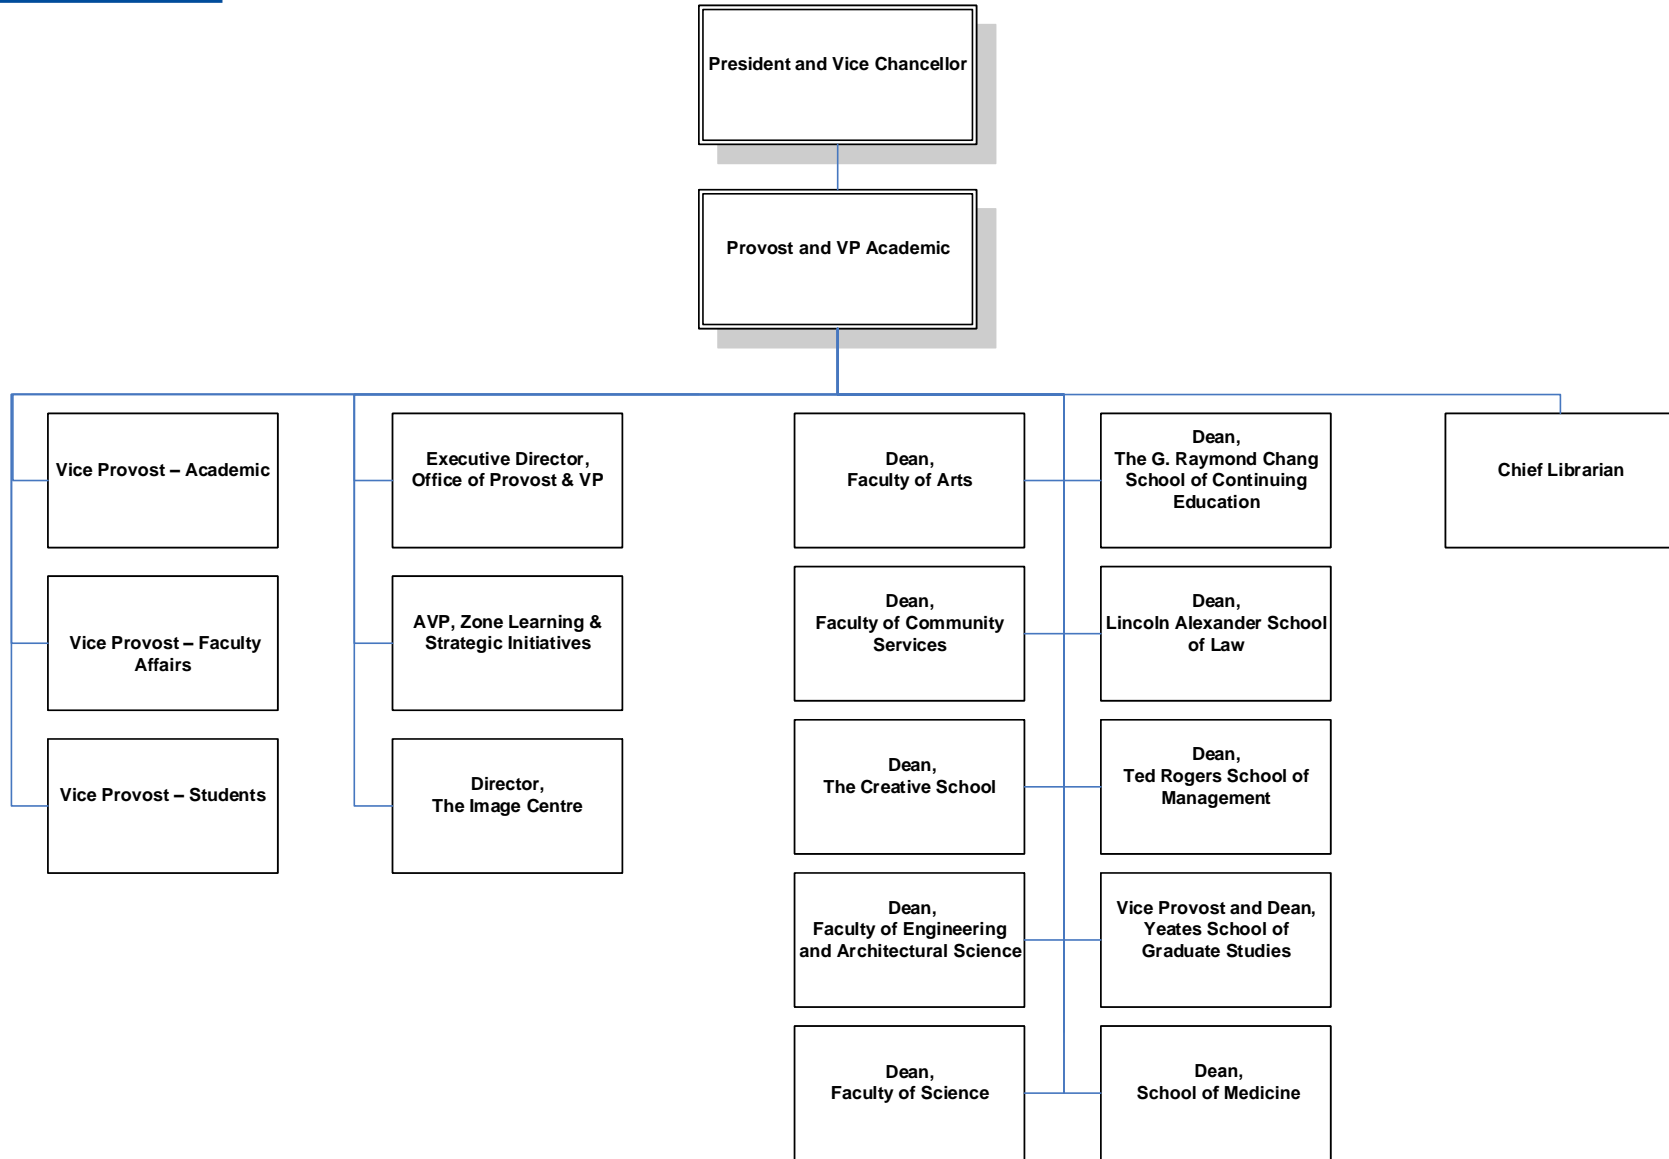 President and Vice Chancellor
Provost and VP Academic
Vice Provost – Academic
Vice Provost – Faculty
Affairs
Vice Provost – Students
Executive Director,
Office of Provost & VP
AVP, Zone Learning &
Strategic Initiatives
Director,
The Image Centre
Dean,
Faculty of Arts
Dean,
Faculty of Community
Services
Dean,
The Creative School
Dean,
Faculty of Engineering
and Architectural Science
Dean,
Faculty of Science
Dean,
The G. Raymond Chang
School of Continuing
Education
Dean,
Lincoln Alexander School
of Law
Dean,
Ted Rogers School of
Management
Vice Provost and Dean,
Yeates School of
Graduate Studies
Dean,
School of Medicine
Chief Librarian